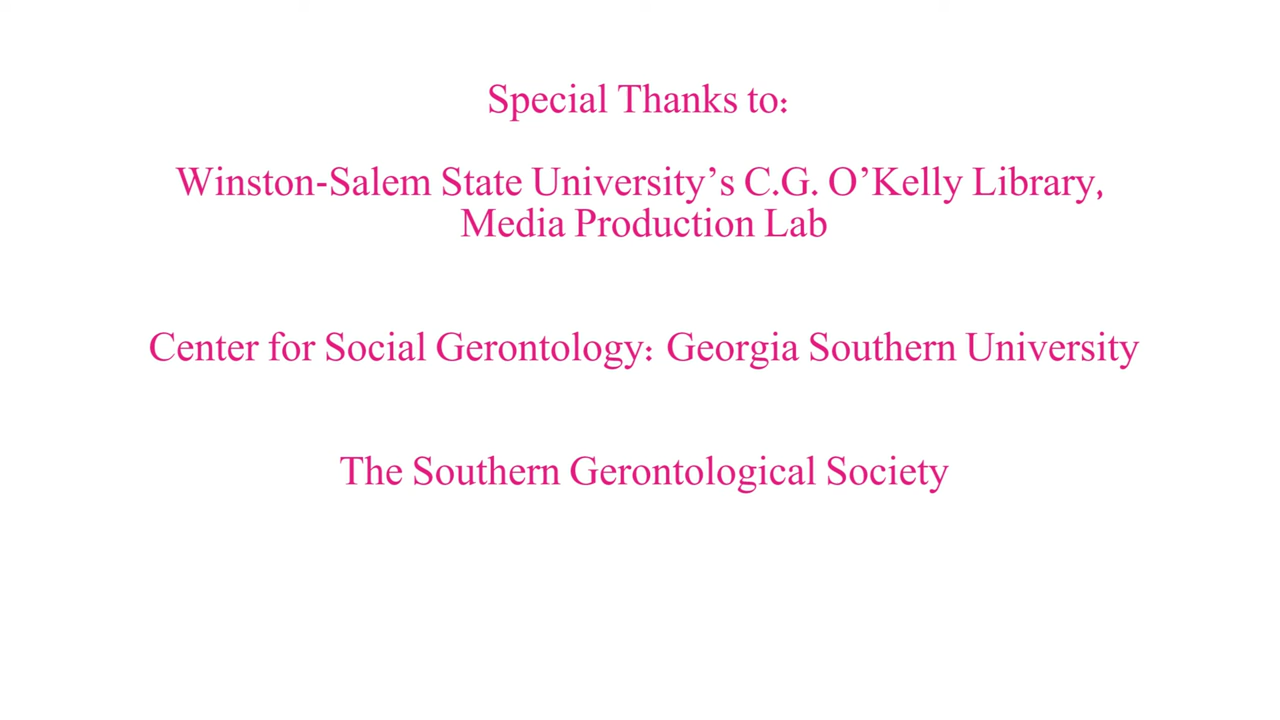 Special Thanks to:
Winston-Salem State University’s C.G. O’Kelly Library,
Media Production Lab
Center for Social Gerontology: Georgia Southern University
The Southern Gerontological Society